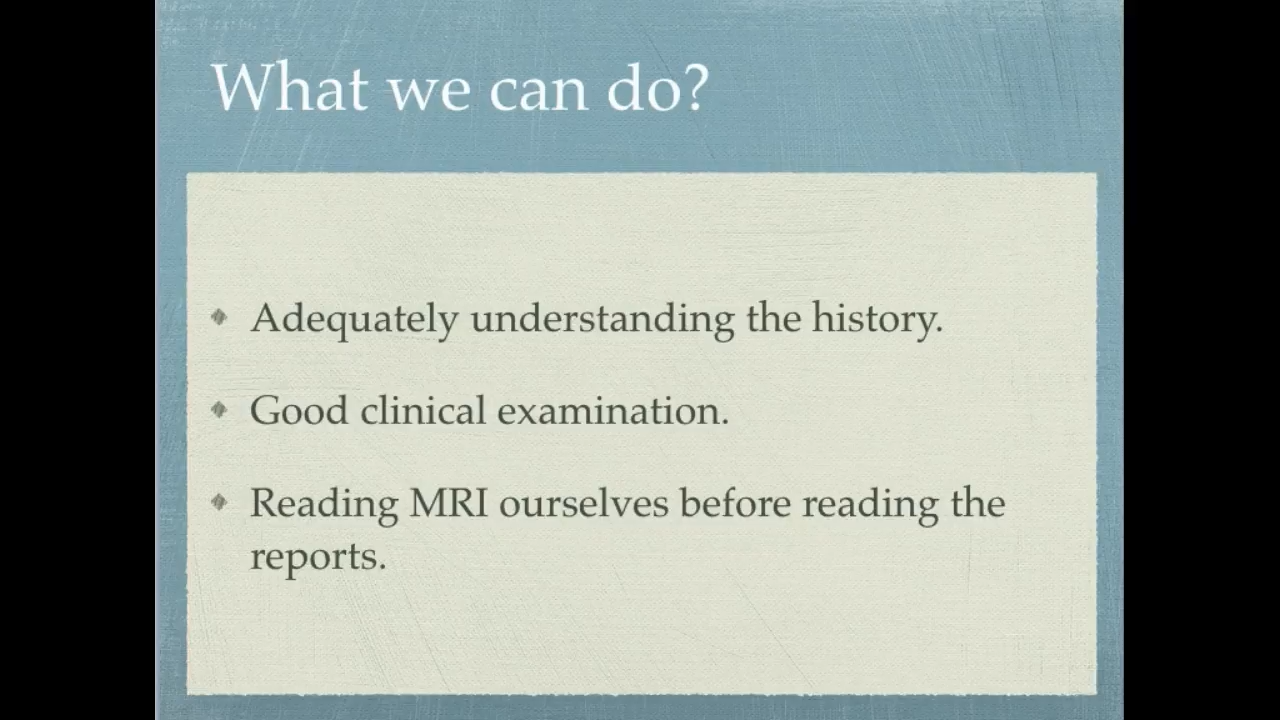 What we can do?
Adequately understanding the history.
Good clinical examination.
Reading MRI ourselves before reading the
reports.